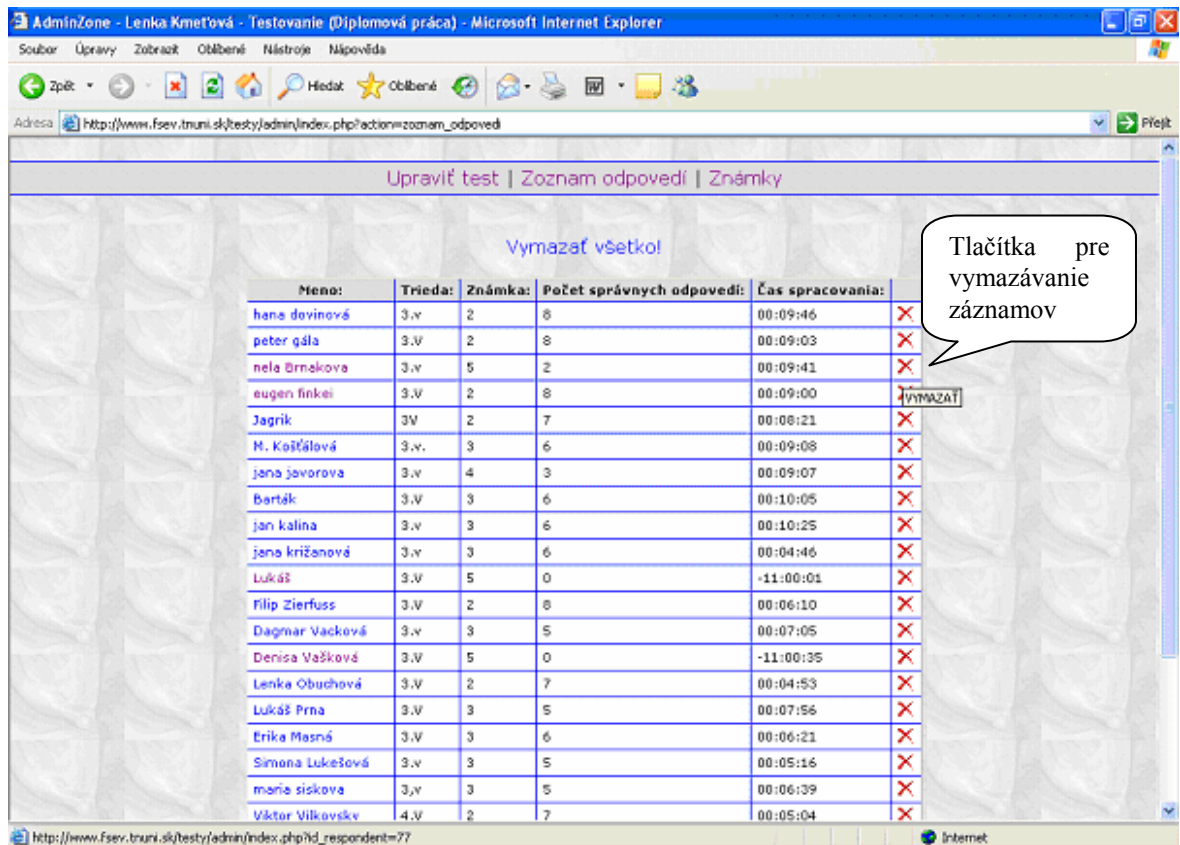 AdminZone - Lenka Kmeťová - Testovanie (Diplomová práca) - Microsoft Internet Explorer
Soubor Úpravy Zobrazit Oblíbené Nástroje Nápověda
Zpět Hledat Oblíbené
Adresa http://www.fsev.tnuni.sk/testy/admin/index.php?action=zoznam_odpovedi Přejít
Upraviť test | Zoznam odpovedí | Známky
Vymazať všetko!
Tlačítka pre
vymazávanie
záznamov
Meno: Trieda: Známka: Počet správnych odpovedí: Čas spracovania:
hana dovinová 3.v 2 8 00:09:46
peter gála 3.V 2 8 00:09:03
nela Brnakova 3.v 5 2 00:09:41
eugen finkei 3.V 2 8 00:09:00
VYMAZAŤ
Jagrik 3V 2 7 00:08:21
M. Košťálová 3.v. 3 6 00:09:08
jana javorova 3.v 4 3 00:09:07
Barták 3.V 3 6 00:10:05
jan kalina 3.v 3 6 00:10:25
jana križanová 3.v 3 6 00:04:46
Lukáš 3.V 5 0 -11:00:01
Filip Zierfuss 3.V 2 8 00:06:10
Dagmar Vacková 3.v 3 5 00:07:05
Denisa Vašková 3.V 5 0 -11:00:35
Lenka Obuchová 3.V 2 7 00:04:53
Lukáš Prna 3.V 3 5 00:07:56
Erika Masná 3.V 3 6 00:06:21
Simona Lukešová 3.v 3 5 00:05:16
maria siskova 3,v 3 5 00:06:39
Viktor Vilkovsky 4.V 2 7 00:05:04
http://www.fsev.tnuni.sk/testy/admin/index.php?id_respondent=77 Internet